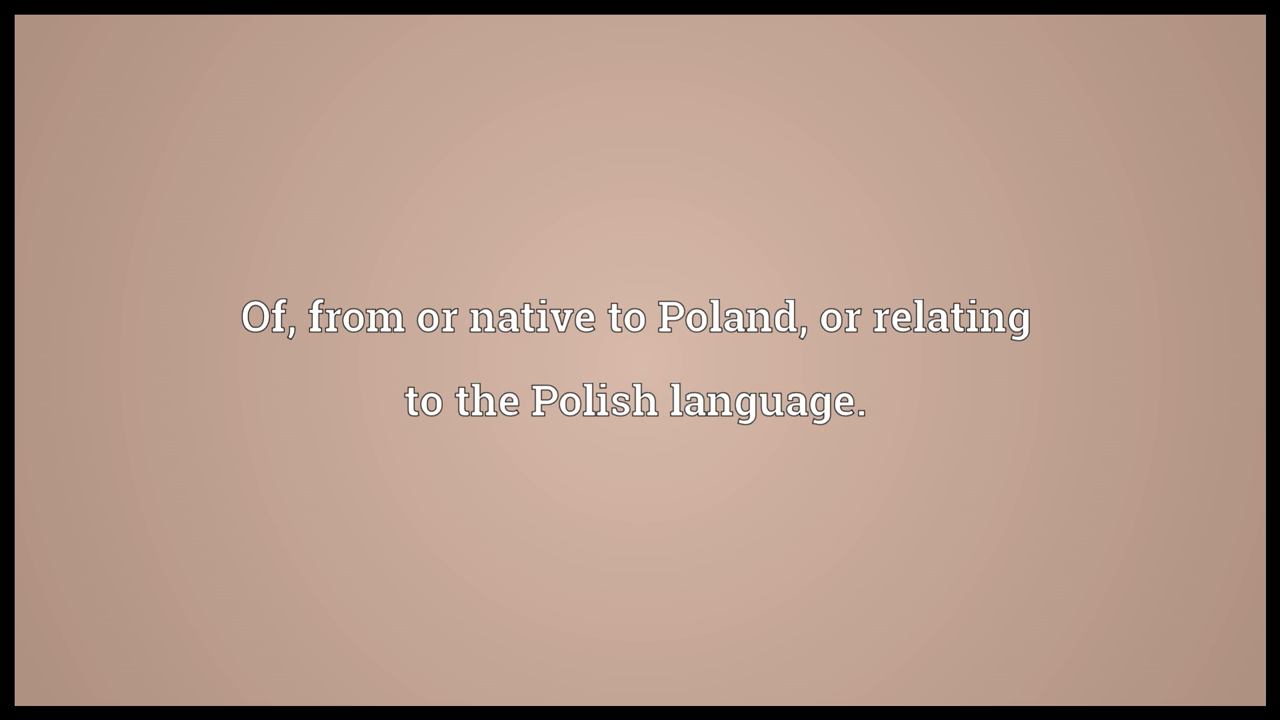 Of, from or native to Poland, or relating
to the Polish language.